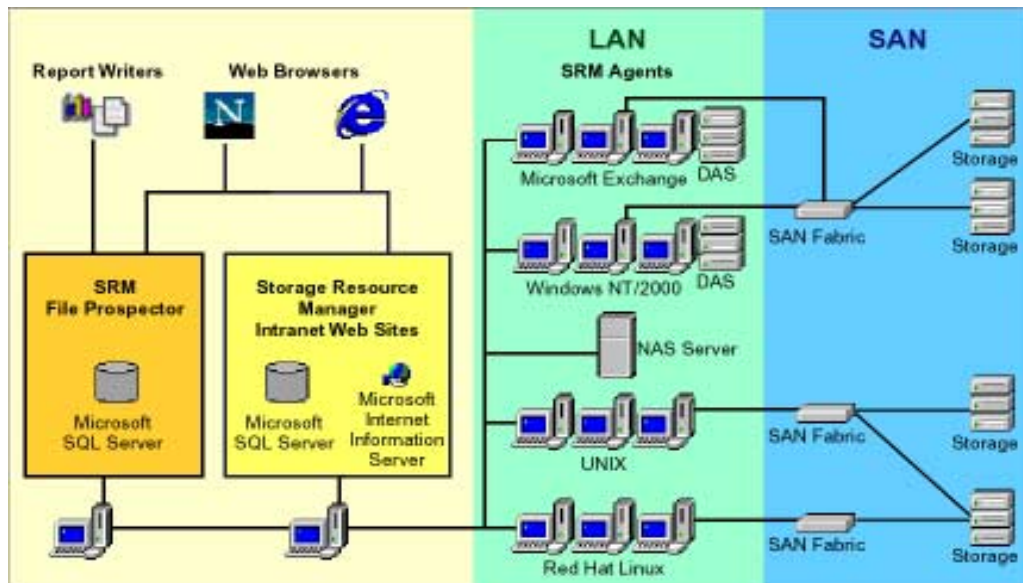 LAN
SAN
Report Writers
Web Browsers
SRM Agents
N
e
Storage
Microsoft Exchange
DAS
SAN Fabric
Storage
Windows NT/2000
DAS
SRM
File Prospector
Storage Resource
Manager
Intranet Web Sites
NAS Server
Microsoft
SQL Server
Microsoft
SQL Server
Microsoft
Internet
Information
Server
UNIX
SAN Fabric
Storage
Red Hat Linux
SAN Fabric
Storage